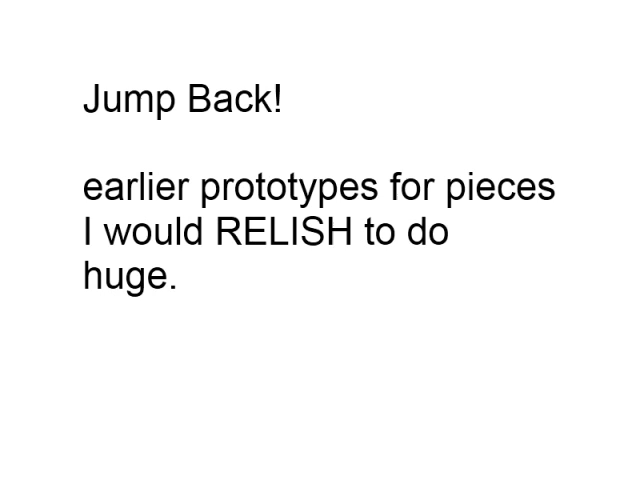 Jump Back!
earlier prototypes for pieces
I would RELISH to do
huge.